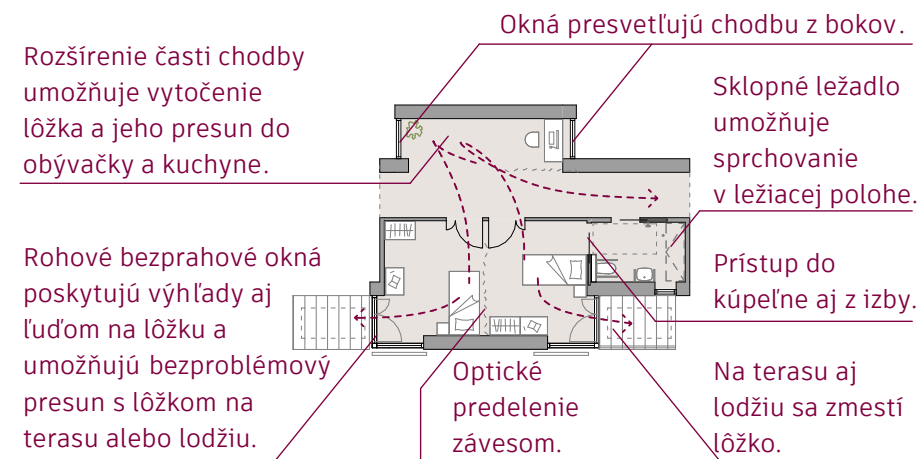 Okná presvetľujú chodbu z bokov.
Rozšírenie časti chodby
umožňuje vytočenie
lôžka a jeho presun do
obývačky a kuchyne.
Sklopné ležadlo
umožňuje
sprchovanie
v ležiacej polohe.
Rohové bezprahové okná
poskytujú výhľady aj
ľuďom na lôžku a
umožňujú bezproblémový
presun s lôžkom na
terasu alebo lodžiu.
Prístup do
kúpeľne aj z izby.
Optické
predelenie
závesom.
Na terasu aj
lodžiu sa zmestí
lôžko.